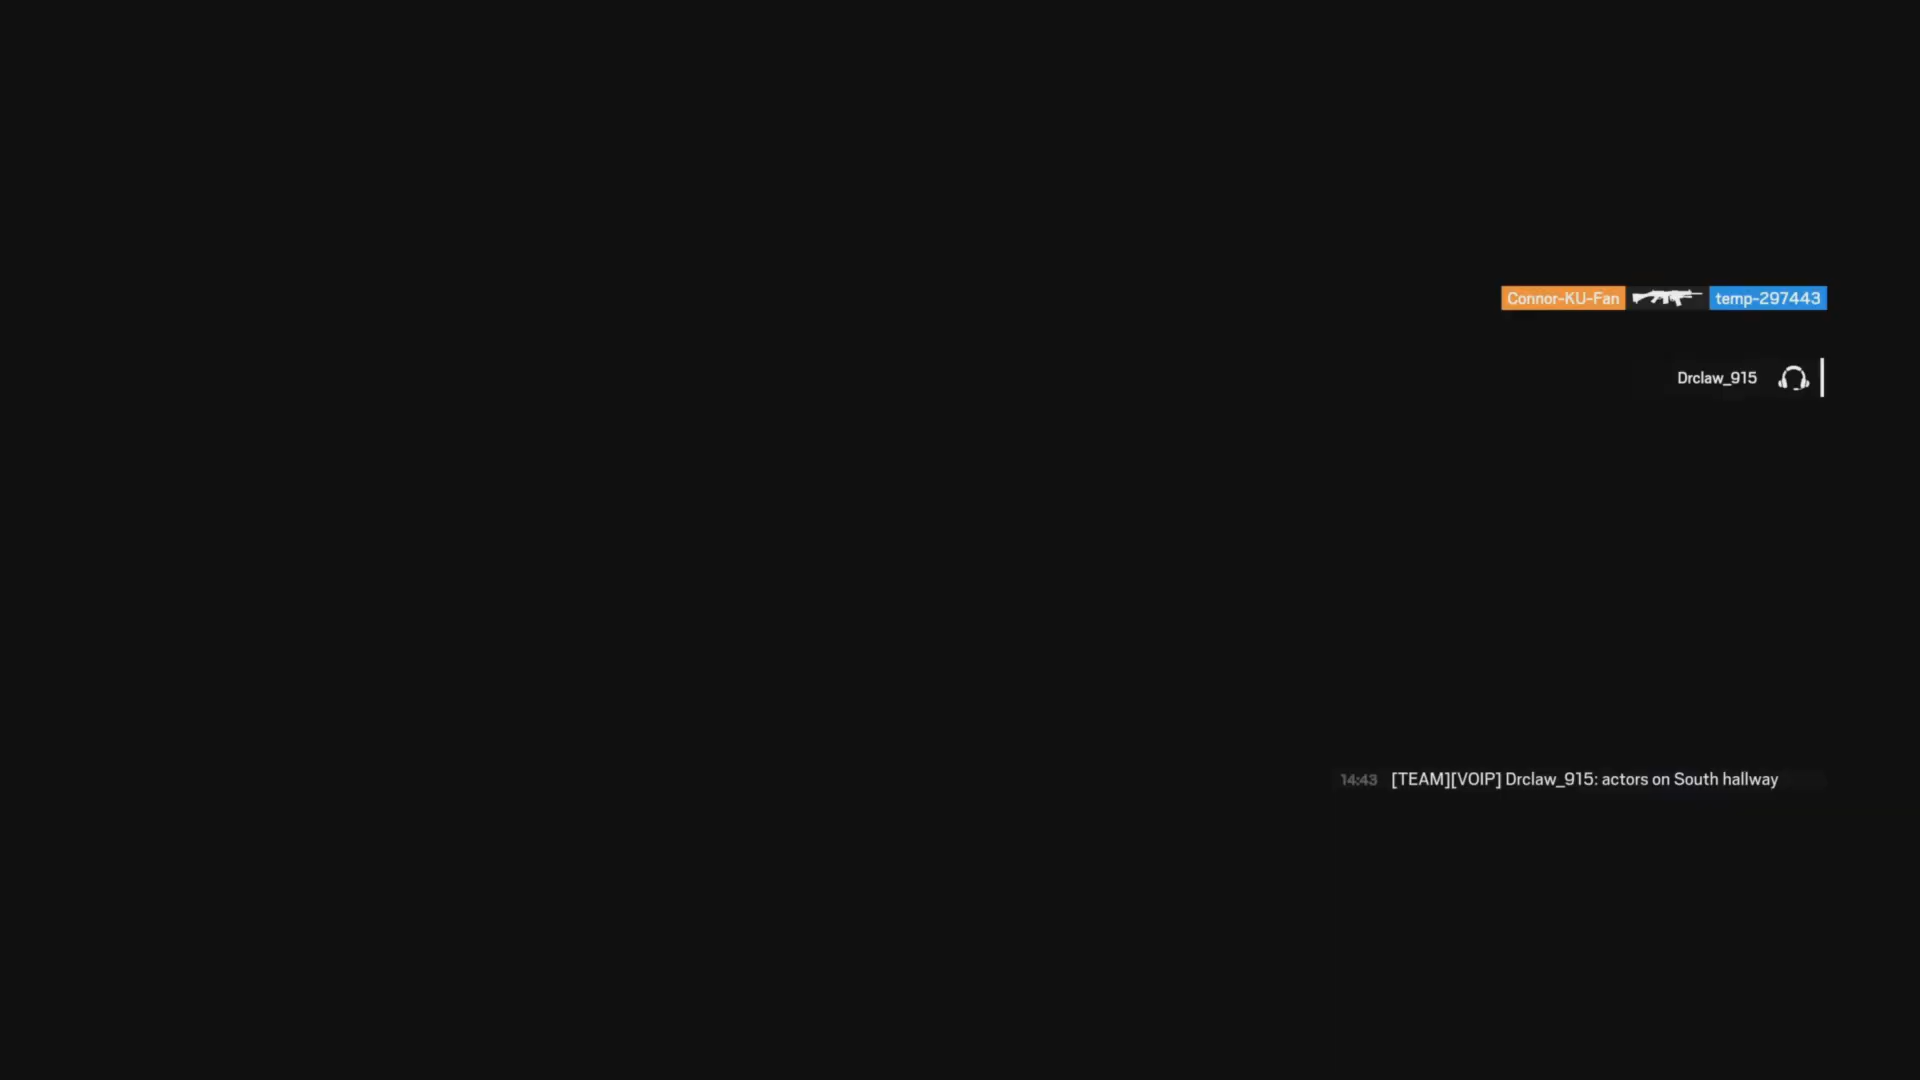 Connor-KU-Fan temp-297443
Drclaw_915
14:43 [TEAM][VOIP] Drclaw_915: actors on South hallway